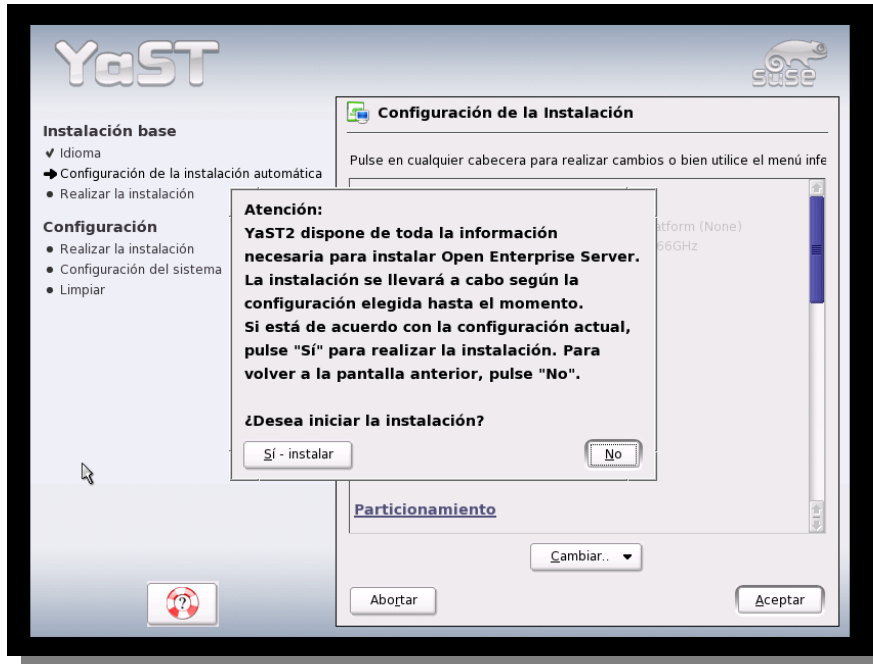 YaST
suse
Instalación base
Idioma
Configuración de la instalación automática
Realizar la instalación
Configuración
Realizar la instalación
Configuración del sistema
Limpiar
Configuración de la Instalación
Pulse en cualquier cabecera para realizar cambios o bien utilice el menú infe
atform (None)
66GHz
Atención:
YaST2 dispone de toda la información
necesaria para instalar Open Enterprise Server.
La instalación se llevará a cabo según la
configuración elegida hasta el momento.
Si está de acuerdo con la configuración actual,
pulse "Sí" para realizar la instalación. Para
volver a la pantalla anterior, pulse "No".
¿Desea iniciar la instalación?
Sí - instalar
No
Particionamiento
Cambiar..
Abortar
Aceptar